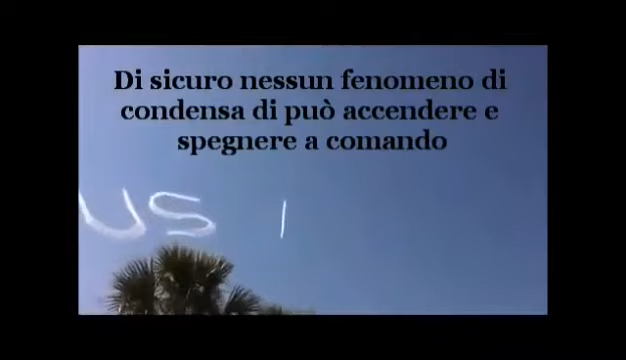 Di sicuro nessun fenomeno di
condensa di può accendere e
spegnere a comando
US I